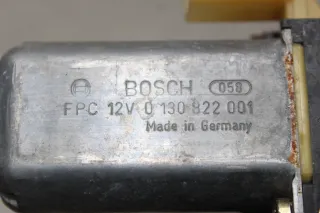 BOSCH 058
FPC 12V 0 130 822 001
Made in Germany